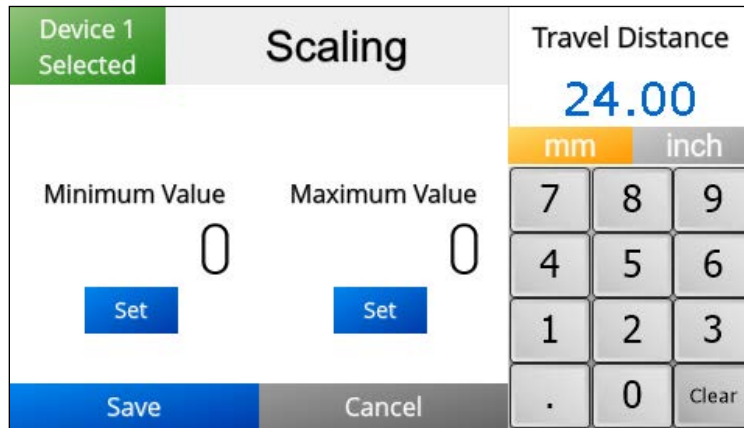 Device 1
Selected
Scaling
Travel Distance
24.00
mm inch
Minimum Value Maximum Value
0 0
Set Set
Save Cancel
7 8 9
4 5 6
1 2 3
. 0 Clear